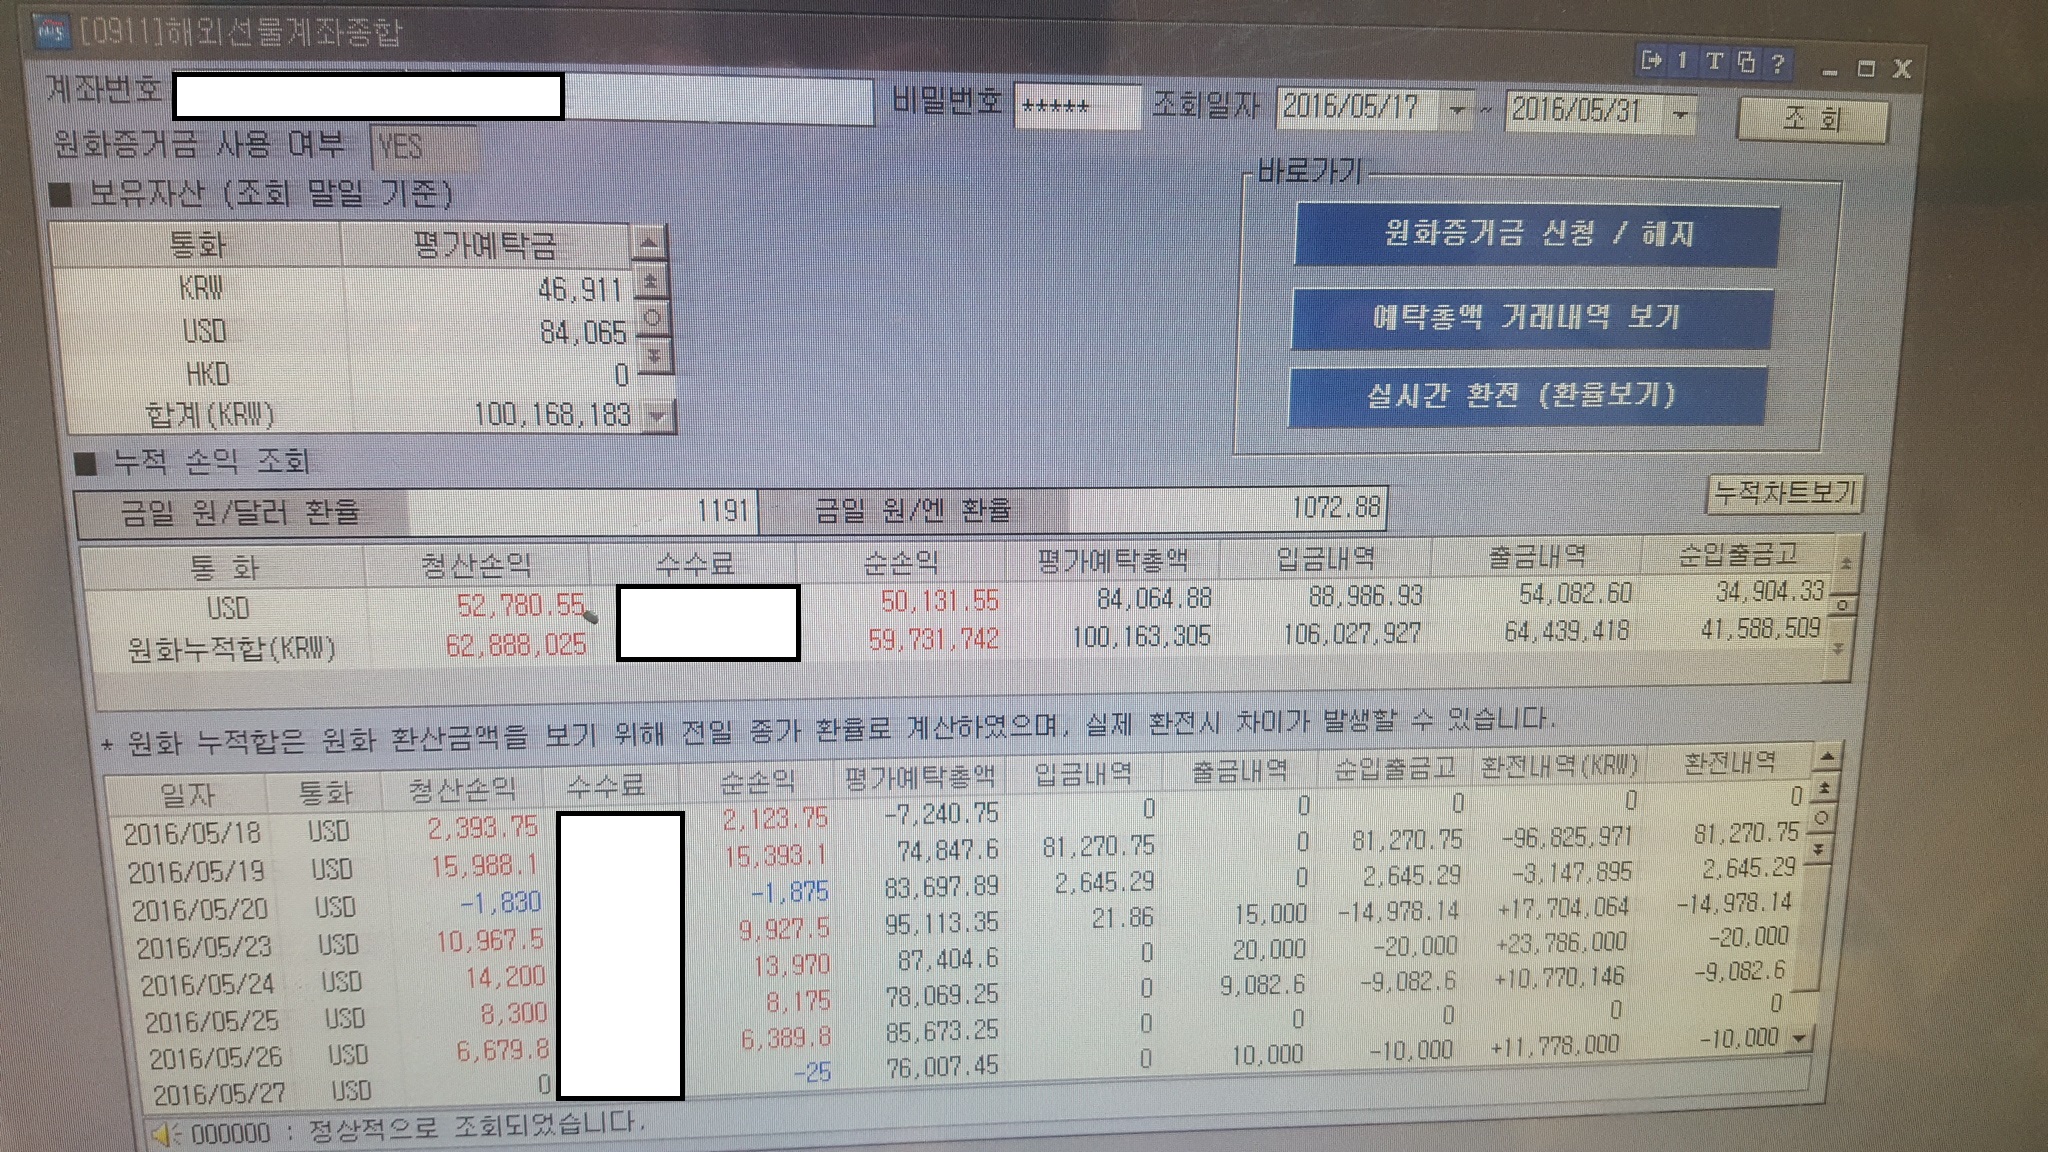 [0911]해외선물계좌종합
1 T ? _ X
계좌번호 비밀번호 ***** 조회일자 2016/05/17 ~ 2016/05/31 조 회
원화증거금 사용 여부 YES
■ 보유자산 (조회 말일 기준)
통화 평가예탁금
KRW 46,911
USD 84,065
HKD 0
합계(KRW) 100,168,183
바로가기
원화증거금 신청 / 해지
예탁총액 거래내역 보기
실시간 환전 (환율보기)
■ 누적 손익 조회
누적차트보기
금일 원/달러 환율 1191 금일 원/엔 환율 1072.88
통 화 청산손익 수수료 순손익 평가예탁총액 입금내역 출금내역 순입출금고
USD 52,780.55 50,131.55 84,064.88 88,986.93 54,082.60 34,904.33
원화누적합(KRW) 62,888,025 59,731,742 100,163,305 106,027,927 64,439,418 41,588,509
* 원화 누적합은 원화 환산금액을 보기 위해 전일 종가 환율로 계산하였으며, 실제 환전시 차이가 발생할 수 있습니다.
일자 통화 청산손익 수수료 순손익 평가예탁총액 입금내역 출금내역 순입출금고 환전내역(KRW) 환전내역
2016/05/18 USD 2,393.75 2,123.75 -7,240.75 0 0 0 0 0
2016/05/19 USD 15,988.1 15,393.1 74,847.6 81,270.75 0 81,270.75 -96,825,971 81,270.75
2016/05/20 USD -1,830 -1,875 83,697.89 2,645.29 0 2,645.29 -3,147,895 2,645.29
2016/05/23 USD 10,967.5 9,927.5 95,113.35 21.86 15,000 -14,978.14 +17,704,064 -14,978.14
2016/05/24 USD 14,200 13,970 87,404.6 0 20,000 -20,000 +23,786,000 -20,000
2016/05/25 USD 8,300 8,175 78,069.25 0 9,082.6 -9,082.6 +10,770,146 -9,082.6
2016/05/26 USD 6,679.8 6,389.8 85,673.25 0 0 0 0 0
2016/05/27 USD 0 -25 76,007.45 0 10,000 -10,000 +11,778,000 -10,000
000000 : 정상적으로 조회되었습니다.